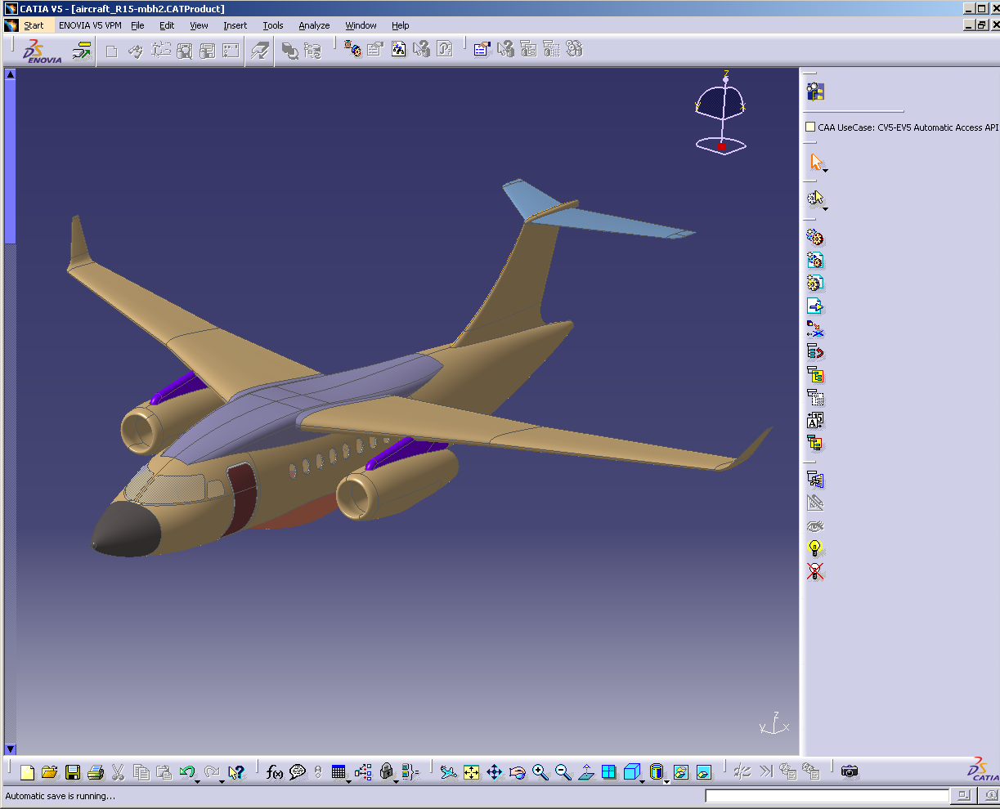 CATIA V5 - [aircraft_R15-mbh2.CATProduct]
Start ENOVIA V5 VPM File Edit View Insert Tools Analyze Window Help
ENOVIA
z
y x
CAA UseCase: CV5-EV5 Automatic Access API
A
z
y x
f(x)
CATIA
Automatic save is running...